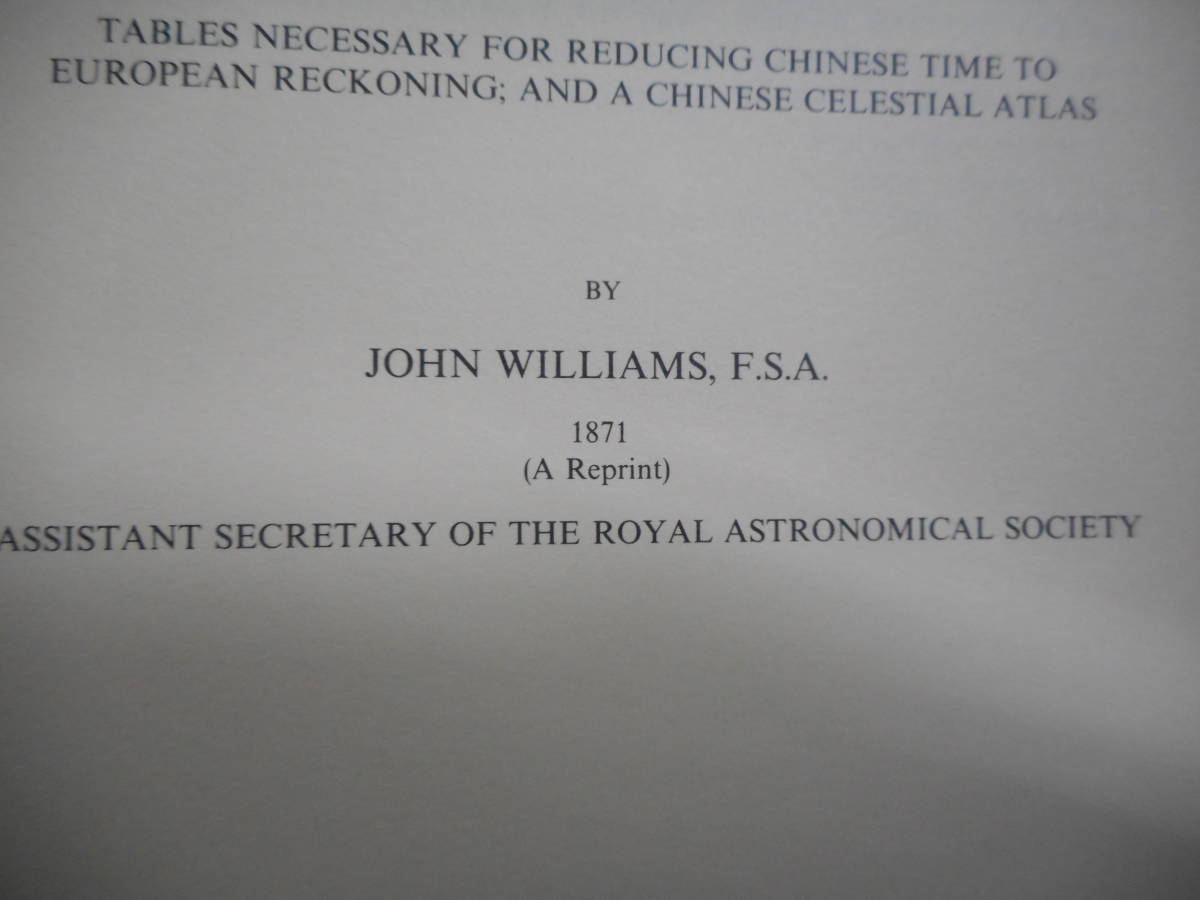 TABLES NECESSARY FOR REDUCING CHINESE TIME TO
EUROPEAN RECKONING; AND A CHINESE CELESTIAL ATLAS
BY
JOHN WILLIAMS, F.S.A.
1871
(A Reprint)
ASSISTANT SECRETARY OF THE ROYAL ASTRONOMICAL SOCIETY